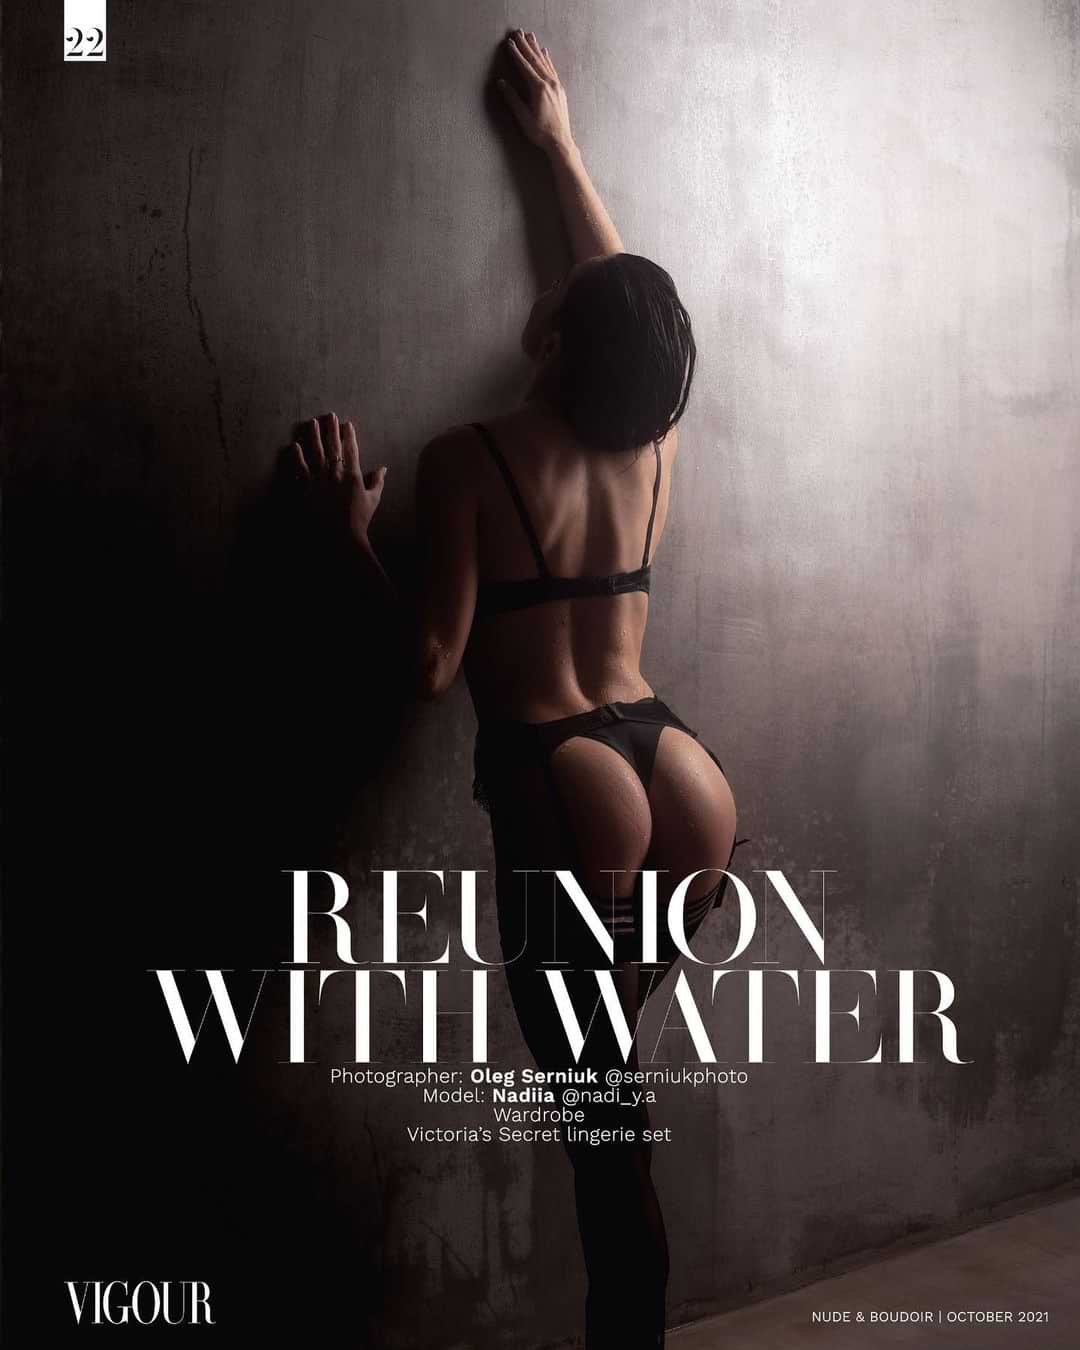 22
REUNION
WITH WATER
Photographer: Oleg Serniuk @serniukphoto
Model: Nadiia @nadi_y.a
Wardrobe
Victoria’s Secret lingerie set
VIGOUR
NUDE & BOUDOIR | OCTOBER 2021